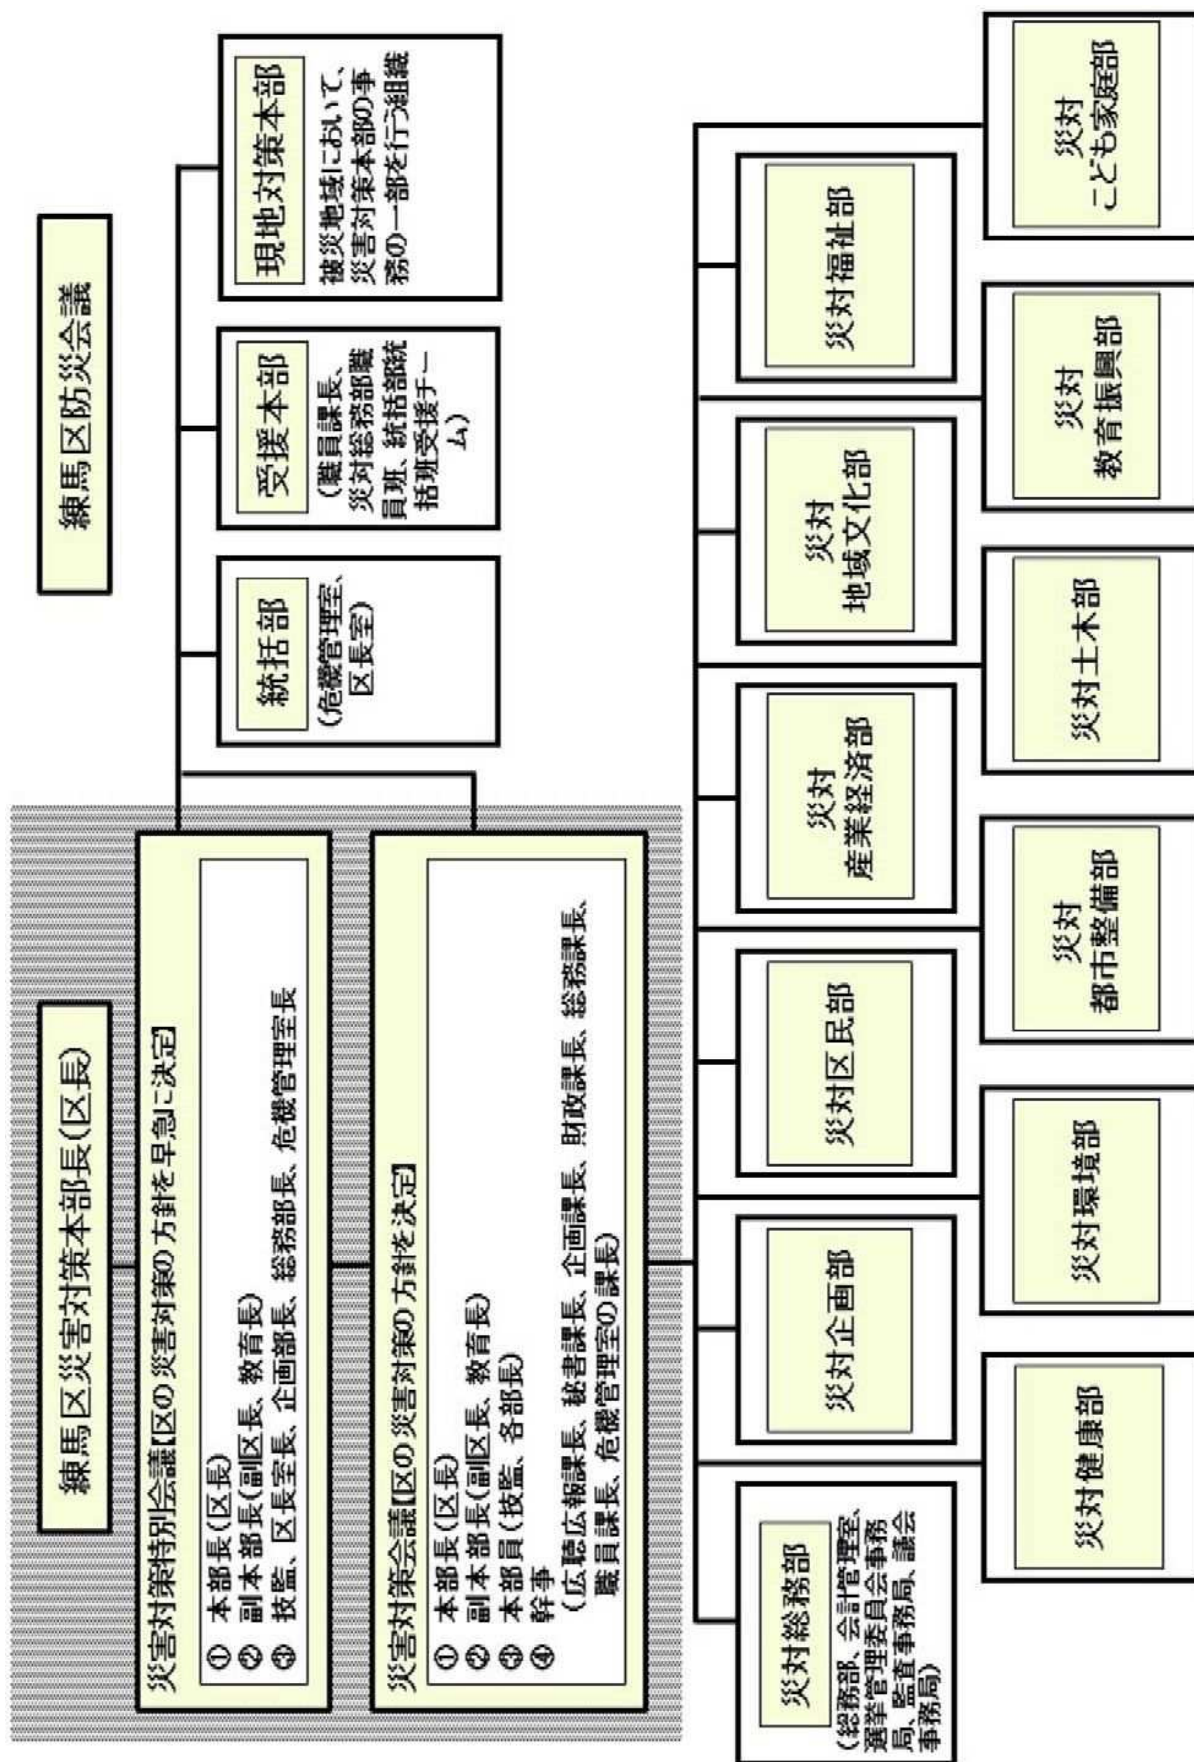 練馬区防災会議
練馬区災害対策本部長(区長)
災害対策特別会議【区の災害対策の方針を早急に決定】
① 本部長(区長)
② 副本部長(副区長、教育長)
③ 技監、区長室長、企画部長、総務部長、危機管理室長
災害対策会議【区の災害対策の方針を決定】
① 本部長(区長)
② 副本部長(副区長、教育長)
③ 本部員(技監、各部長)
④ 幹事
(広聴広報課長、秘書課長、企画課長、財政課長、総務課長、
職員課長、危機管理室の課長)
統括部
(危機管理室、
区長室)
受援本部
(職員課長、
災対総務部職
員班、統括部統
括班受援チー
ム)
現地対策本部
被災地域において、
災害対策本部の事
務の一部を行う組織
災対総務部
(総務部、会計管理室、
選挙管理委員会事務
局、監査事務局、議会
事務局)
災対企画部
災対区民部
災対
産業経済部
災対
地域文化部
災対福祉部
災対健康部
災対環境部
災対
都市整備部
災対土木部
災対
教育振興部
災対
こども家庭部